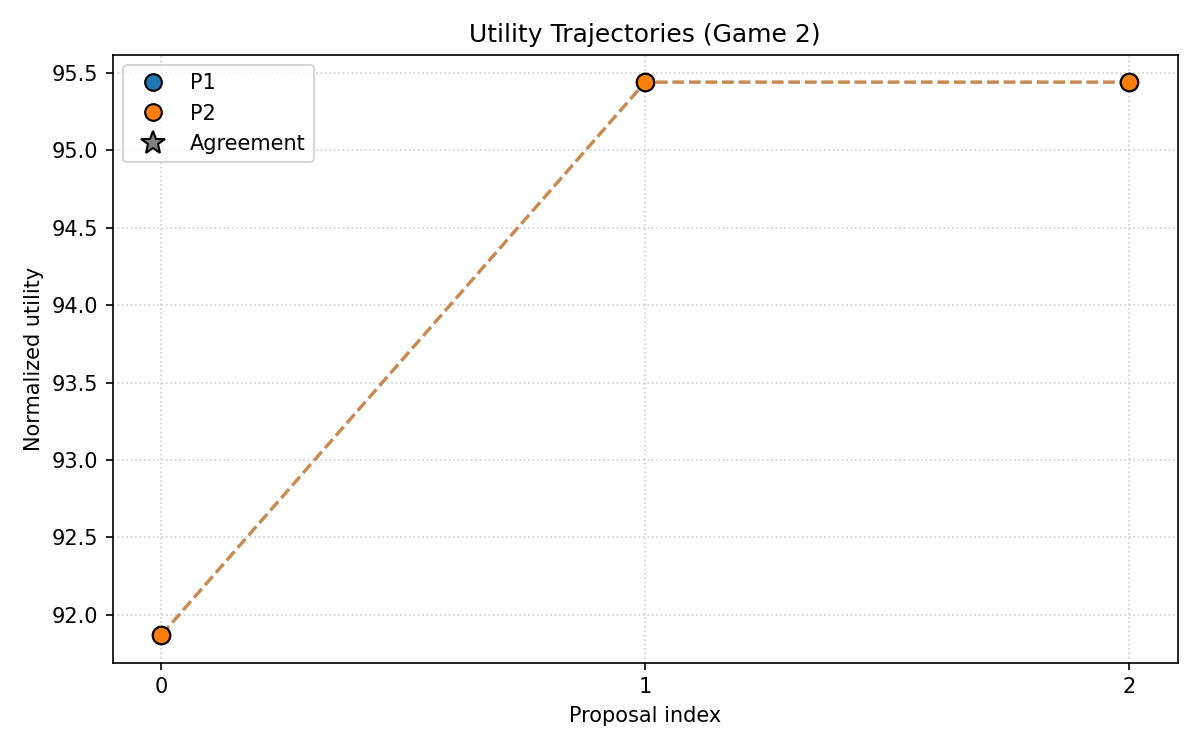 Utility Trajectories (Game 2)
P1
P2
Agreement
95.5
95.0
94.5
94.0
93.5
93.0
92.5
92.0
Normalized utility
0 1 2
Proposal index